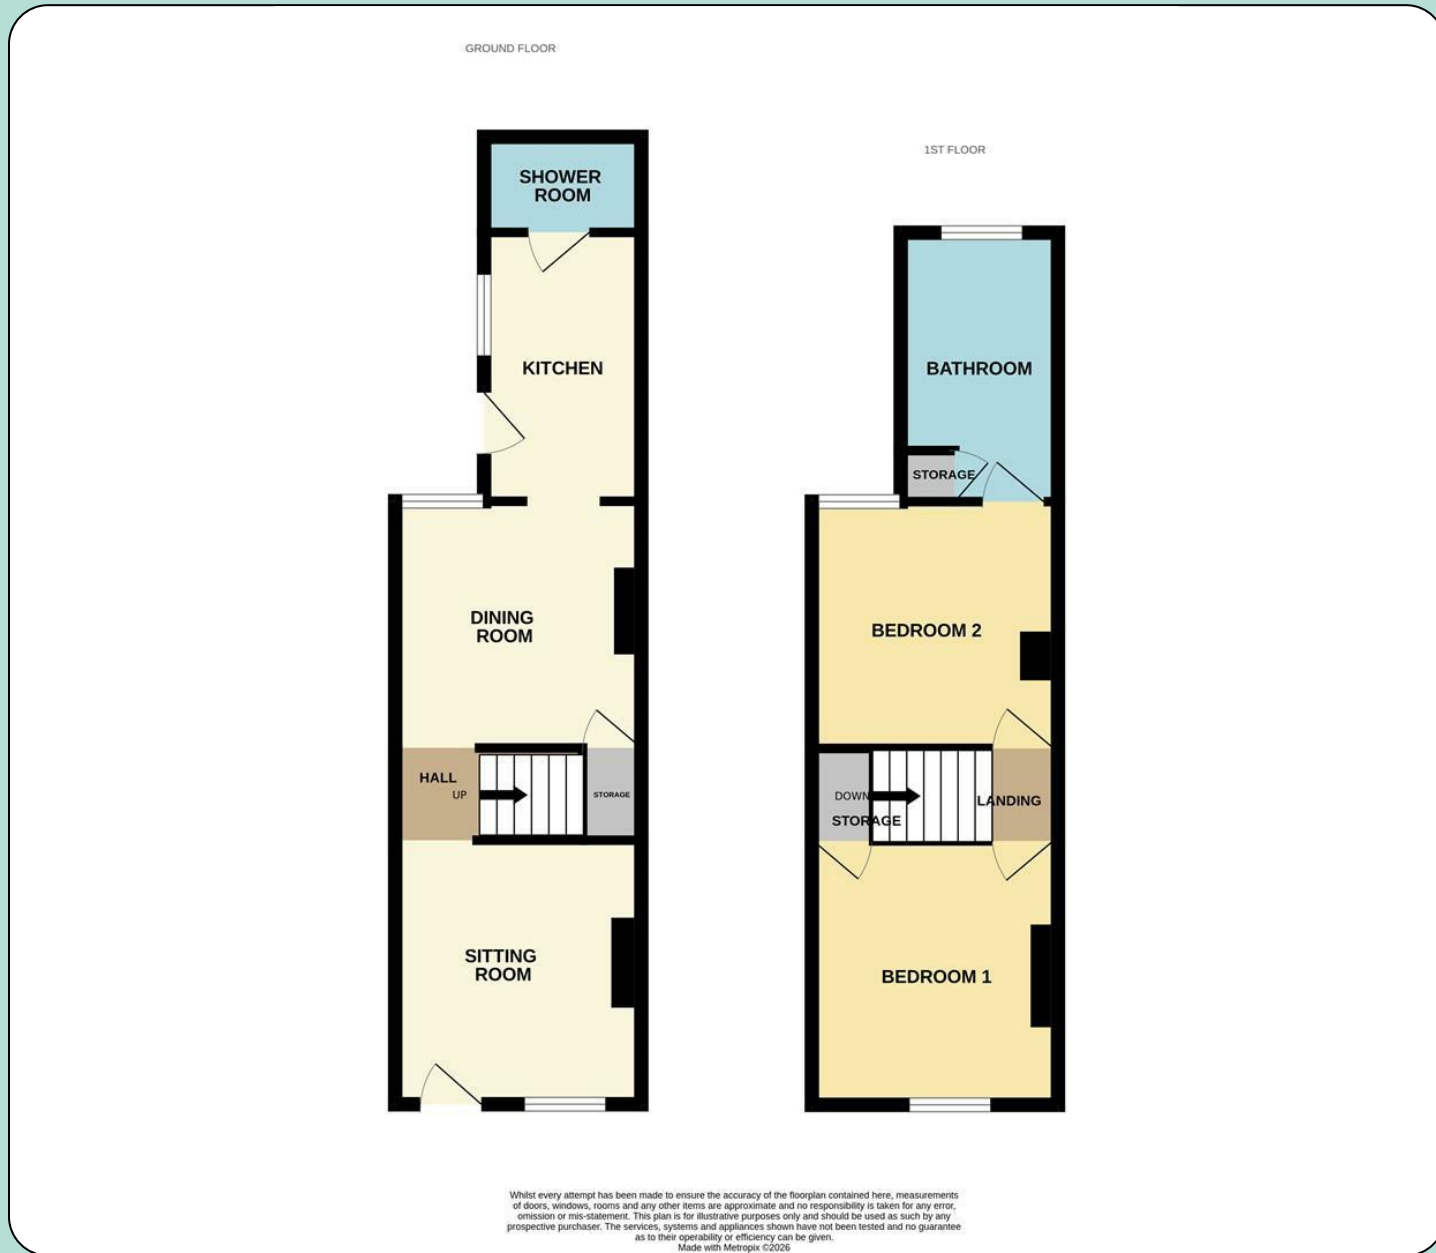 GROUND FLOOR
SHOWER
ROOM
KITCHEN
DINING
ROOM
HALL
UP
STORAGE
SITTING
ROOM
1ST FLOOR
BATHROOM
STORAGE
BEDROOM 2
DOWN
STORAGE
LANDING
BEDROOM 1
Whilst every attempt has been made to ensure the accuracy of the floorplan contained here, measurements
of doors, windows, rooms and any other items are approximate and no responsibility is taken for any error,
omission or mis-statement. This plan is for illustrative purposes only and should be used as such by any
prospective purchaser. The services, systems and appliances shown have not been tested and no guarantee
as to their operability or efficiency can be given.
Made with Metropix ©2026